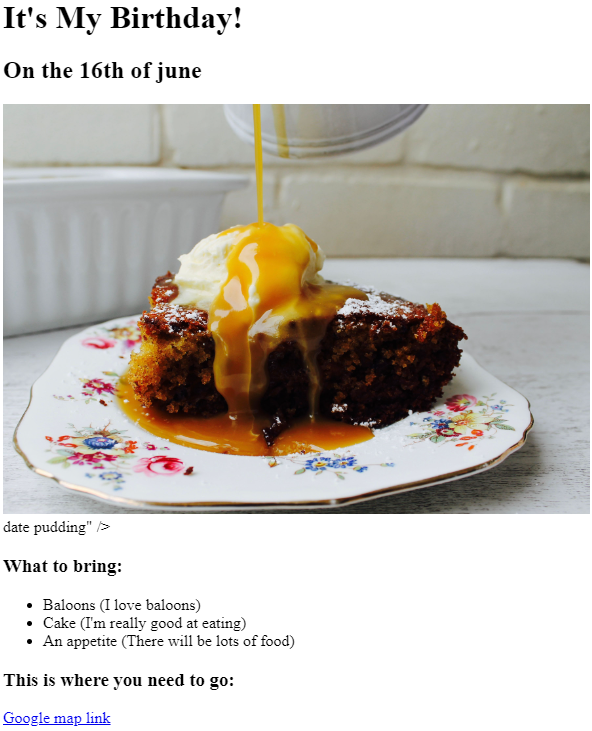 It's My Birthday!
On the 16th of june
date pudding" />
What to bring:
Baloons (I love baloons)
Cake (I'm really good at eating)
An appetite (There will be lots of food)
This is where you need to go:
Google map link